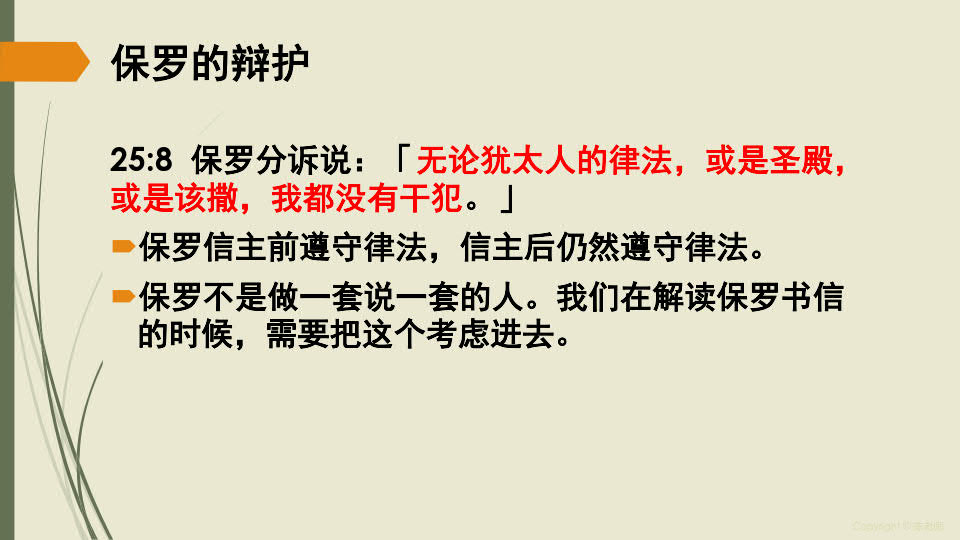 保罗的辩护
25:8 保罗分诉说：「无论犹太人的律法，或是圣殿，
或是该撒，我都没有干犯。」
保罗信主前遵守律法，信主后仍然遵守律法。
保罗不是做一套说一套的人。我们在解读保罗书信
的时候，需要把这个考虑进去。